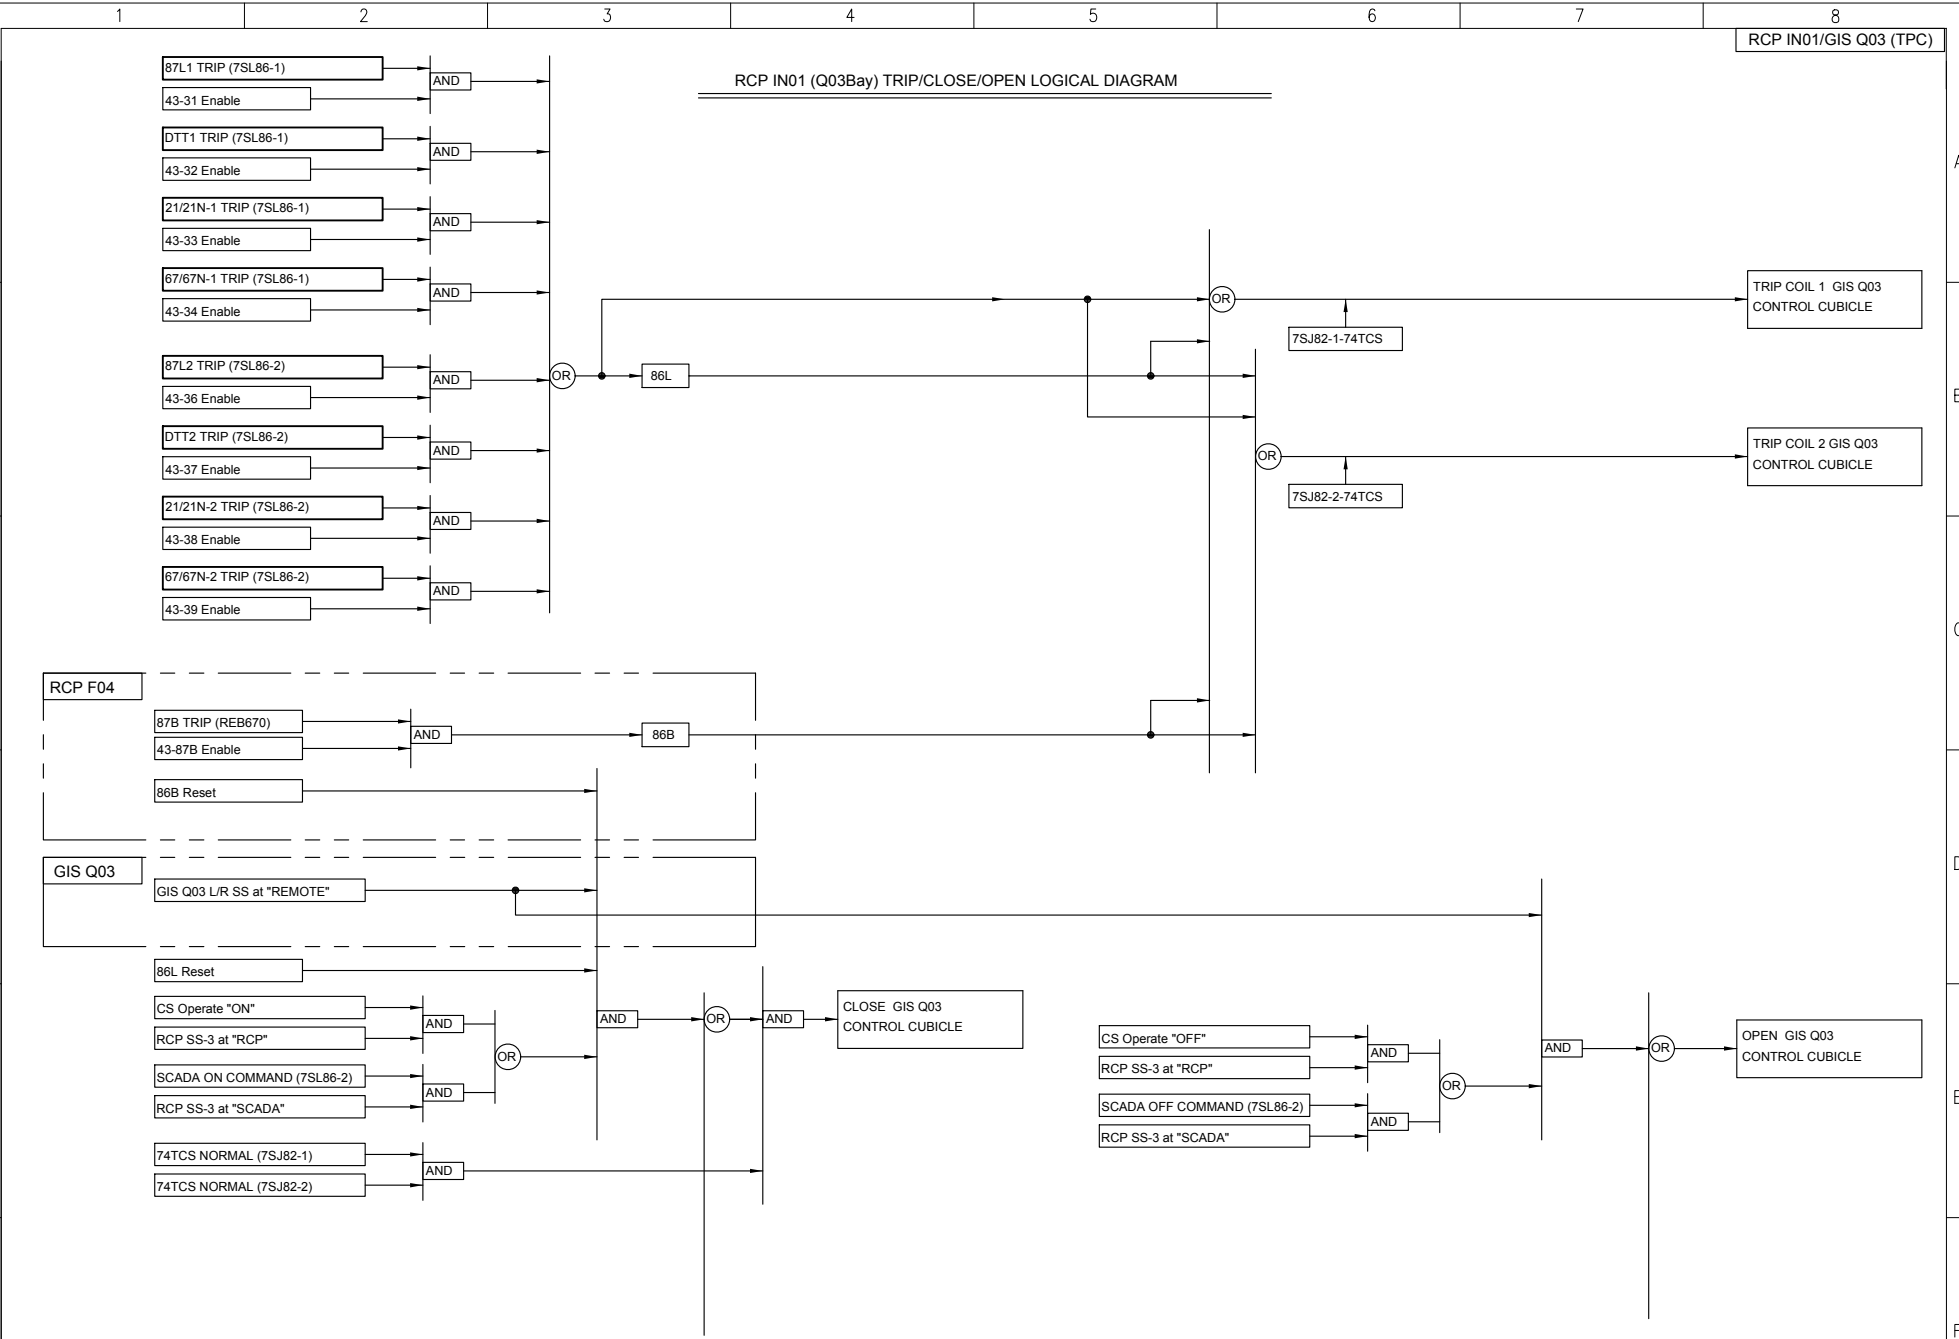 1 2 3 4 5 6 7 8
RCP IN01/GIS Q03 (TPC)
RCP IN01 (Q03Bay) TRIP/CLOSE/OPEN LOGICAL DIAGRAM
87L1 TRIP (7SL86-1)
AND
43-31 Enable
DTT1 TRIP (7SL86-1)
AND
43-32 Enable
A
21/21N-1 TRIP (7SL86-1)
AND
43-33 Enable
67/67N-1 TRIP (7SL86-1)
AND
43-34 Enable
OR
TRIP COIL 1 GIS Q03
CONTROL CUBICLE
7SJ82-1-74TCS
87L2 TRIP (7SL86-2)
AND
43-36 Enable
OR
86L
DTT2 TRIP (7SL86-2)
AND
43-37 Enable
OR
TRIP COIL 2 GIS Q03
CONTROL CUBICLE
7SJ82-2-74TCS
21/21N-2 TRIP (7SL86-2)
AND
43-38 Enable
67/67N-2 TRIP (7SL86-2)
AND
43-39 Enable
RCP F04
87B TRIP (REB670)
AND
43-87B Enable
86B
86B Reset
GIS Q03
GIS Q03 L/R SS at "REMOTE"
86L Reset
CS Operate "ON"
AND
RCP SS-3 at "RCP"
OR
SCADA ON COMMAND (7SL86-2)
AND
RCP SS-3 at "SCADA"
AND
OR
AND
CLOSE GIS Q03
CONTROL CUBICLE
74TCS NORMAL (7SJ82-1)
AND
74TCS NORMAL (7SJ82-2)
CS Operate "OFF"
AND
RCP SS-3 at "RCP"
OR
SCADA OFF COMMAND (7SL86-2)
AND
RCP SS-3 at "SCADA"
AND
OR
OPEN GIS Q03
CONTROL CUBICLE